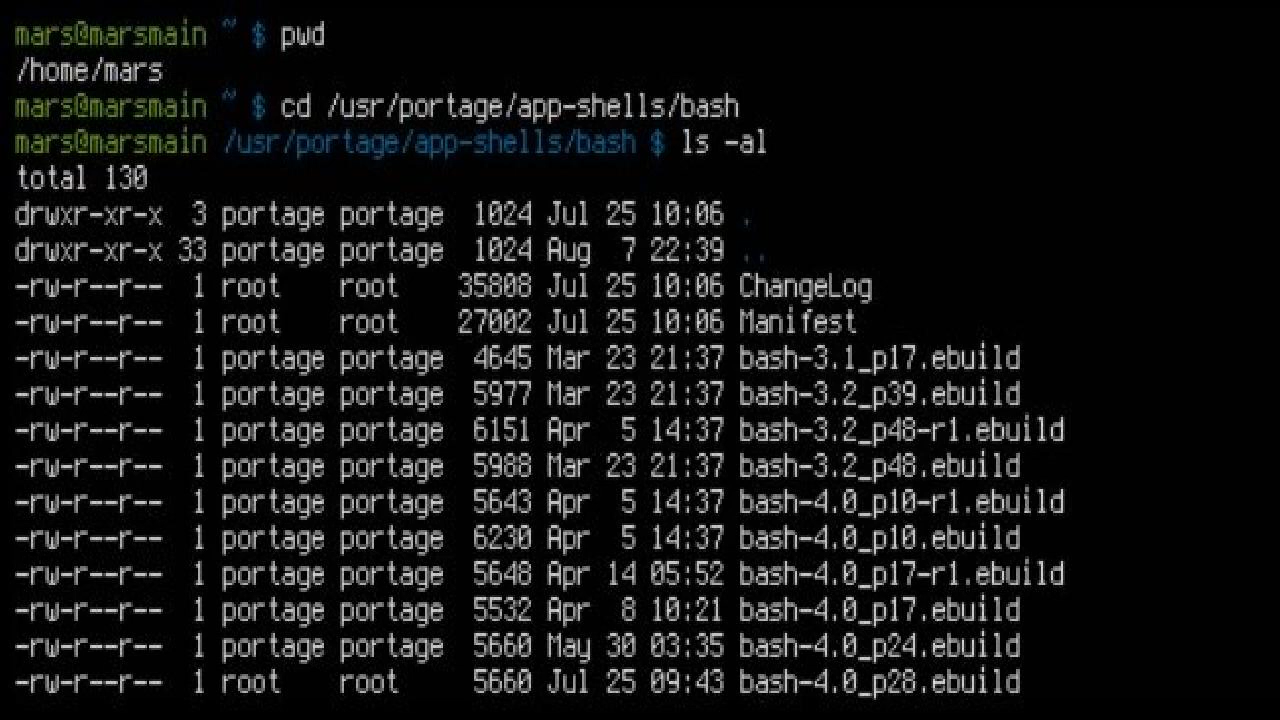 mars@marsmain ~ $ pwd
/home/mars
mars@marsmain ~ $ cd /usr/portage/app-shells/bash
mars@marsmain /usr/portage/app-shells/bash $ ls -al
total 130
drwxr-xr-x  3 portage portage  1024 Jul 25 10:06 .
drwxr-xr-x 33 portage portage  1024 Aug  7 22:39 ..
-rw-r--r--  1 root    root    35808 Jul 25 10:06 ChangeLog
-rw-r--r--  1 root    root    27002 Jul 25 10:06 Manifest
-rw-r--r--  1 portage portage  4645 Mar 23 21:37 bash-3.1_p17.ebuild
-rw-r--r--  1 portage portage  5977 Mar 23 21:37 bash-3.2_p39.ebuild
-rw-r--r--  1 portage portage  6151 Apr  5 14:37 bash-3.2_p48-r1.ebuild
-rw-r--r--  1 portage portage  5988 Mar 23 21:37 bash-3.2_p48.ebuild
-rw-r--r--  1 portage portage  5643 Apr  5 14:37 bash-4.0_p10-r1.ebuild
-rw-r--r--  1 portage portage  6230 Apr  5 14:37 bash-4.0_p10.ebuild
-rw-r--r--  1 portage portage  5648 Apr 14 05:52 bash-4.0_p17-r1.ebuild
-rw-r--r--  1 portage portage  5532 Apr  8 10:21 bash-4.0_p17.ebuild
-rw-r--r--  1 portage portage  5660 May 30 03:35 bash-4.0_p24.ebuild
-rw-r--r--  1 root    root     5660 Jul 25 09:43 bash-4.0_p28.ebuild